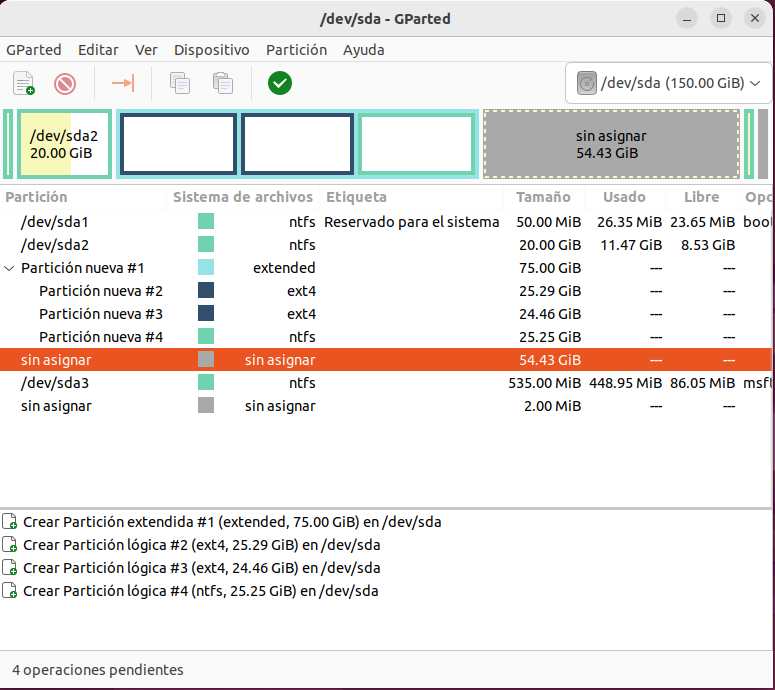 /dev/sda - GParted
GParted Editar Ver Dispositivo Partición Ayuda
/dev/sda (150.00 GiB)
/dev/sda2
20.00 GiB
sin asignar
54.43 GiB
Partición Sistema de archivos Etiqueta Tamaño Usado Libre Opc
/dev/sda1 ntfs Reservado para el sistema 50.00 MiB 26.35 MiB 23.65 MiB boo
/dev/sda2 ntfs 20.00 GiB 11.47 GiB 8.53 GiB
Partición nueva #1 extended 75.00 GiB --- ---
Partición nueva #2 ext4 25.29 GiB --- ---
Partición nueva #3 ext4 24.46 GiB --- ---
Partición nueva #4 ntfs 25.25 GiB --- ---
sin asignar sin asignar 54.43 GiB --- ---
/dev/sda3 ntfs 535.00 MiB 448.95 MiB 86.05 MiB msft
sin asignar sin asignar 2.00 MiB --- ---
Crear Partición extendida #1 (extended, 75.00 GiB) en /dev/sda
Crear Partición lógica #2 (ext4, 25.29 GiB) en /dev/sda
Crear Partición lógica #3 (ext4, 24.46 GiB) en /dev/sda
Crear Partición lógica #4 (ntfs, 25.25 GiB) en /dev/sda
4 operaciones pendientes